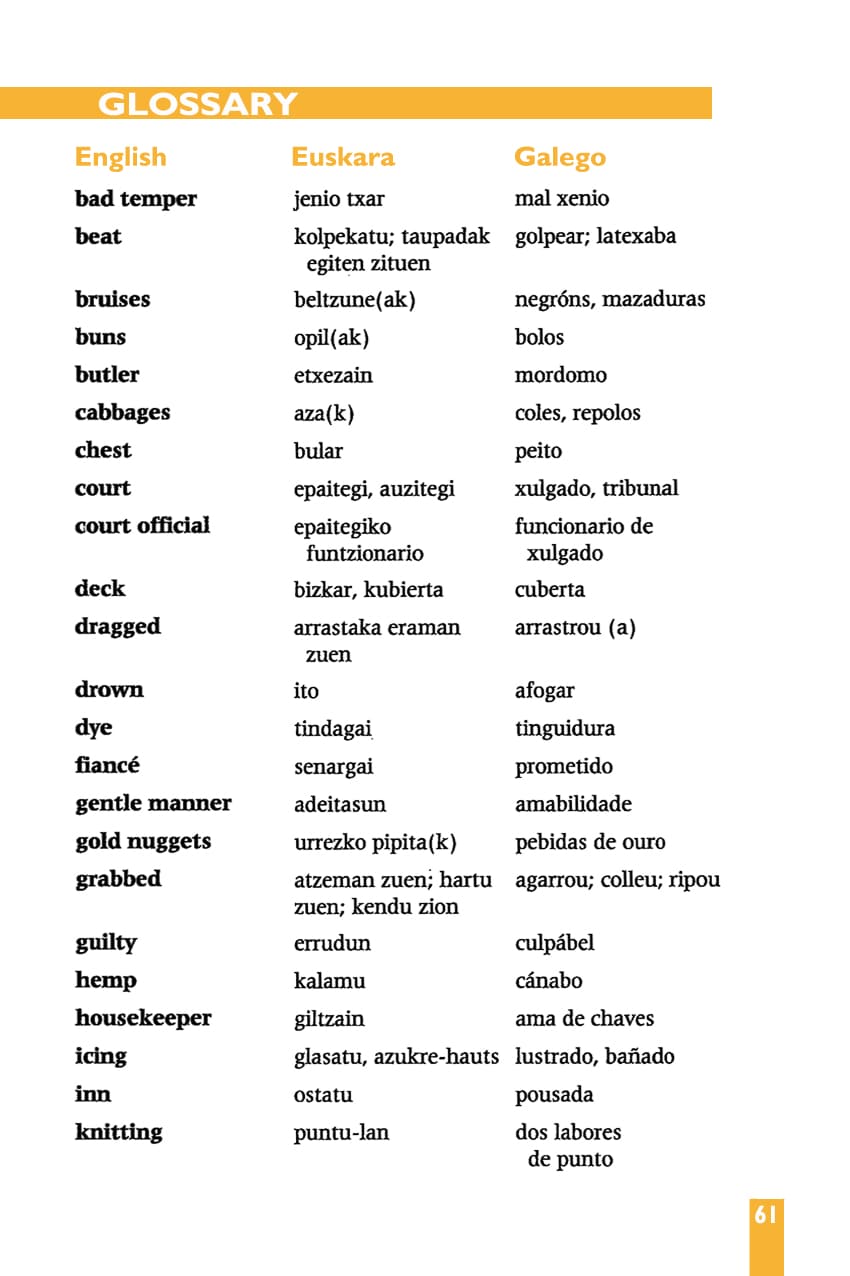 GLOSSARY
English Euskara Galego
bad temper jenio txar mal xenio
beat kolpekatu; taupadak golpear; latexaba
egiten zituen
bruises beltzune(ak) negróns, mazaduras
buns opil(ak) bolos
butler etxezain mordomo
cabbages aza(k) coles, repolos
chest bular peito
court epaitegi, auzitegi xulgado, tribunal
court official epaitegiko funcionario de
funtzionario xulgado
deck bizkar, kubierta cuberta
dragged arrastaka eraman arrastrou (a)
zuen
drown ito afogar
dye tindagai tinguidura
fiancé senargai prometido
gentle manner adeitasun amabilidade
gold nuggets urrezko pipita(k) pebidas de ouro
grabbed atzeman zuen; hartu agarrou; colleu; ripou
zuen; kendu zion
guilty errudun culpábel
hemp kalamu cánabo
housekeeper giltzain ama de chaves
icing glasatu, azukre-hauts lustrado, bañado
inn ostatu pousada
knitting puntu-lan dos labores
de punto
61